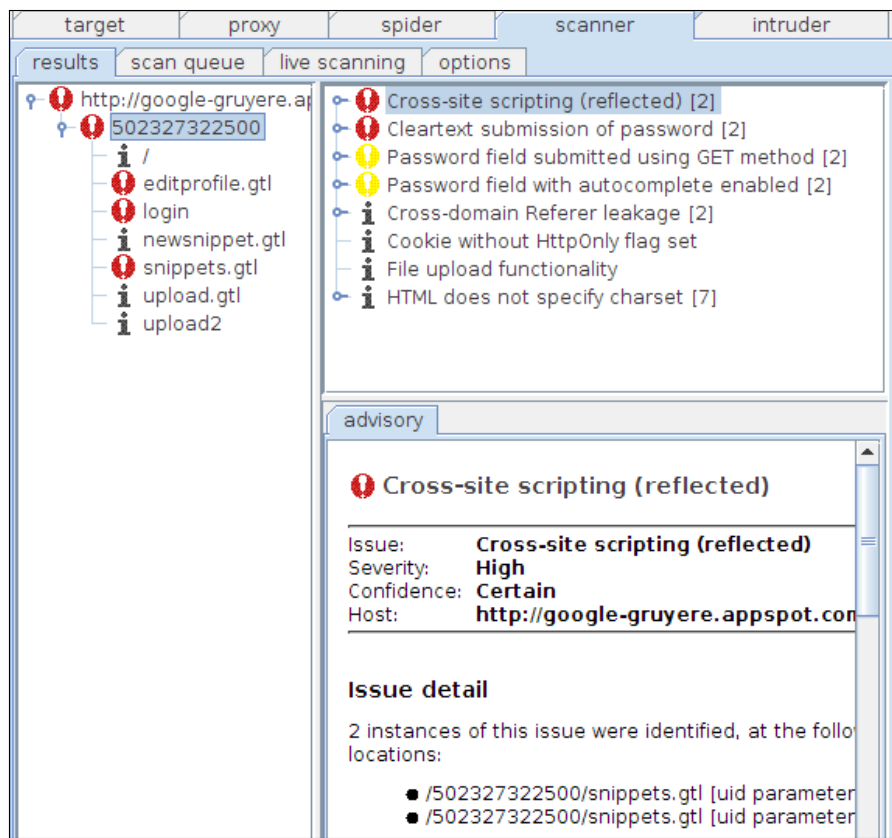 target proxy spider scanner intruder
results scan queue live scanning options
http://google-gruyere.ap
502327322500
/
editprofile.gtl
login
newsnippet.gtl
snippets.gtl
upload.gtl
upload2
Cross-site scripting (reflected) [2]
Cleartext submission of password [2]
Password field submitted using GET method [2]
Password field with autocomplete enabled [2]
Cross-domain Referer leakage [2]
Cookie without HttpOnly flag set
File upload functionality
HTML does not specify charset [7]
advisory
Cross-site scripting (reflected)
Issue: Cross-site scripting (reflected)
Severity: High
Confidence: Certain
Host: http://google-gruyere.appspot.com
Issue detail
2 instances of this issue were identified, at the follow
locations:
/502327322500/snippets.gtl [uid parameter
/502327322500/snippets.gtl [uid parameter